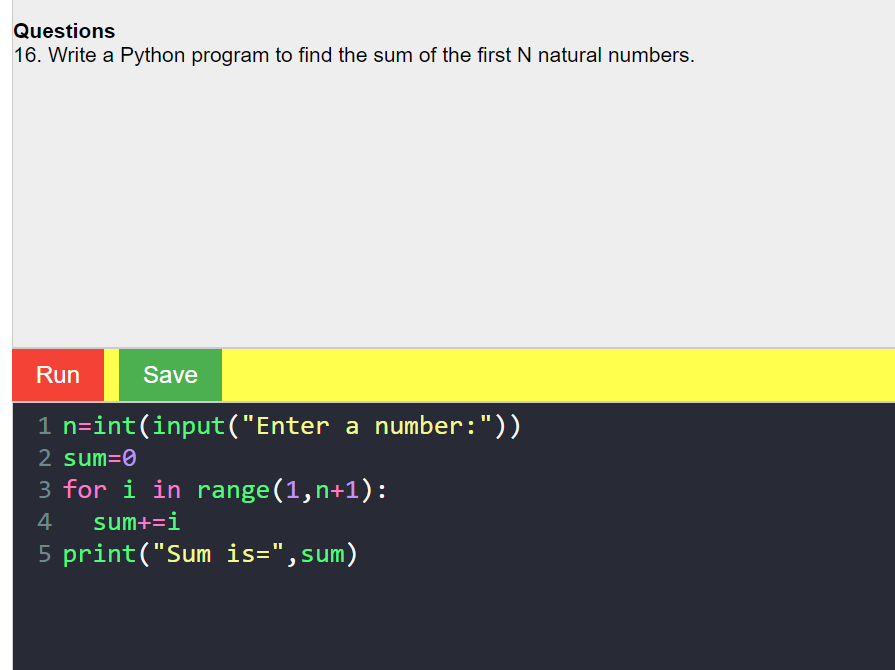 Questions
16. Write a Python program to find the sum of the first N natural numbers.
Run Save
1 n=int(input("Enter a number:"))
2 sum=0
3 for i in range(1,n+1):
4   sum+=i
5 print("Sum is=",sum)